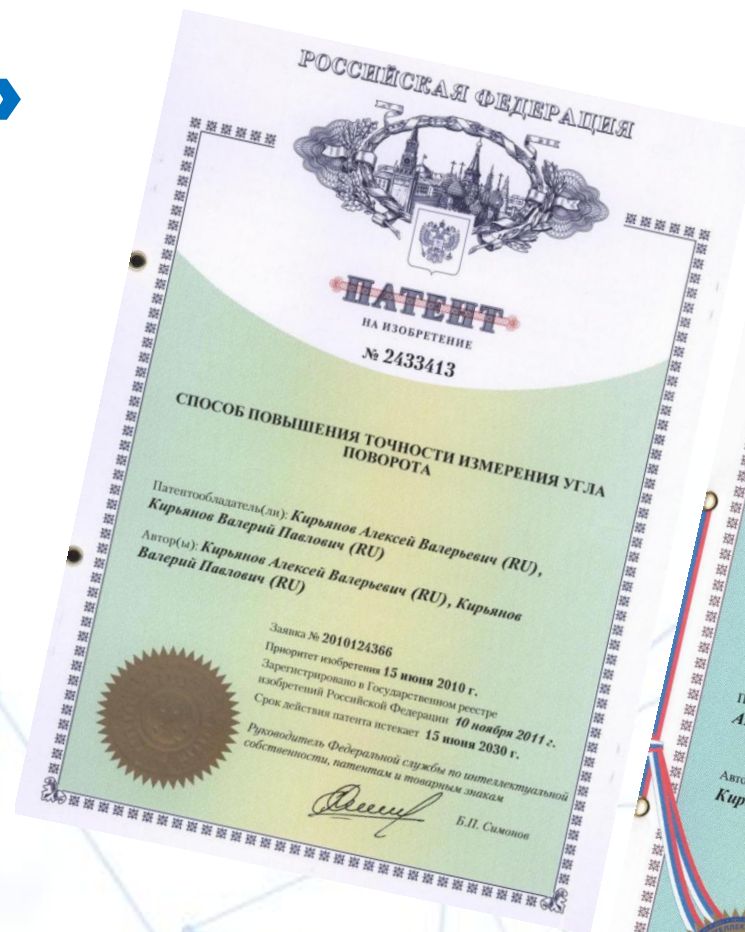 РОССИЙСКАЯ ФЕДЕРАЦИЯ
ПАТЕНТ
НА ИЗОБРЕТЕНИЕ
№ 2433413
СПОСОБ ПОВЫШЕНИЯ ТОЧНОСТИ ИЗМЕРЕНИЯ УГЛА
ПОВОРОТА
Патентообладатель(ли): Кирьянов Алексей Валерьевич (RU),
Кирьянов Валерий Павлович (RU)
Автор(ы): Кирьянов Алексей Валерьевич (RU), Кирьянов
Валерий Павлович (RU)
Заявка № 2010124366
Приоритет изобретения 15 июня 2010 г.
Зарегистрировано в Государственном реестре
изобретений Российской Федерации 10 ноября 2011 г.
Срок действия патента истекает 15 июня 2030 г.
Руководитель Федеральной службы по интеллектуальной
собственности, патентам и товарным знакам
Б.П. Симонов